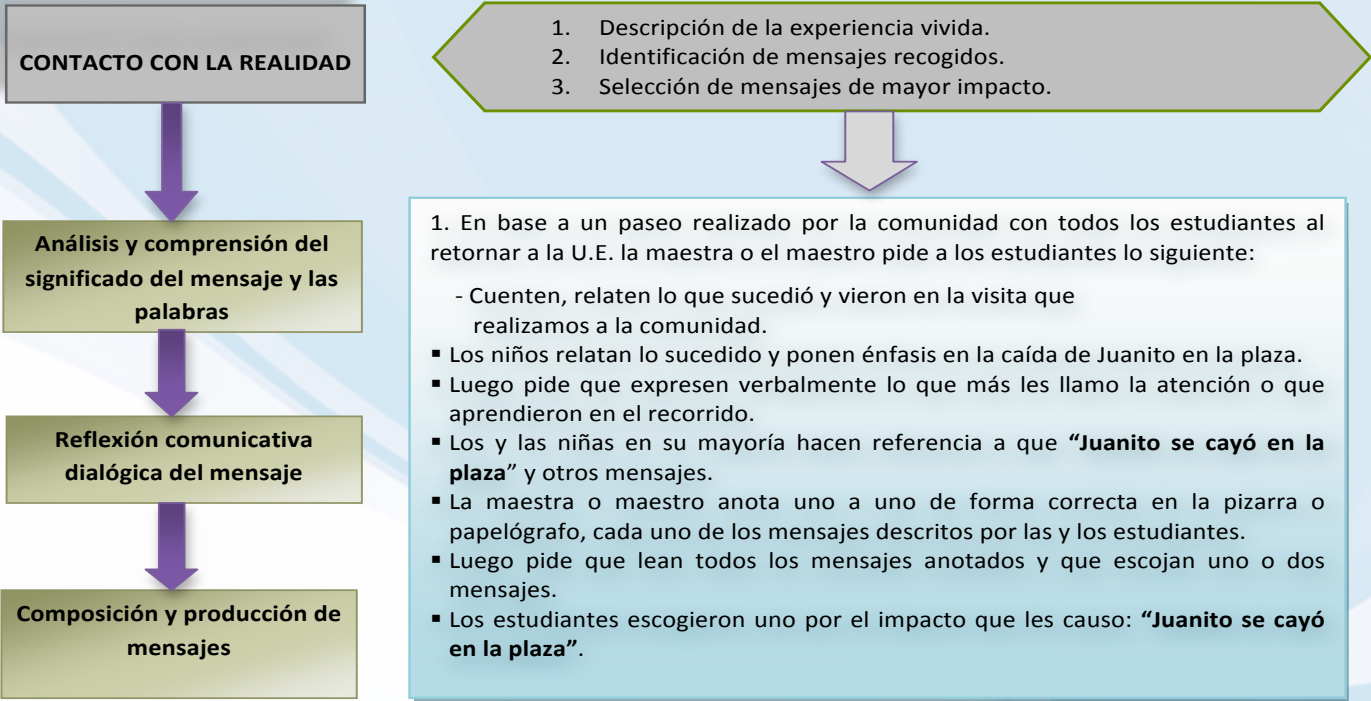 CONTACTO CON LA REALIDAD
Análisis y comprensión del
significado del mensaje y las
palabras
Reflexión comunicativa
dialógica del mensaje
Composición y producción de
mensajes
1. Descripción de la experiencia vivida.
2. Identificación de mensajes recogidos.
3. Selección de mensajes de mayor impacto.
1. En base a un paseo realizado por la comunidad con todos los estudiantes al
retornar a la U.E. la maestra o el maestro pide a los estudiantes lo siguiente:
- Cuenten, relaten lo que sucedió y vieron en la visita que
realizamos a la comunidad.
▪ Los niños relatan lo sucedido y ponen énfasis en la caída de Juanito en la plaza.
▪ Luego pide que expresen verbalmente lo que más les llamo la atención o que
aprendieron en el recorrido.
▪ Los y las niñas en su mayoría hacen referencia a que “Juanito se cayó en la
plaza” y otros mensajes.
▪ La maestra o maestro anota uno a uno de forma correcta en la pizarra o
papelógrafo, cada uno de los mensajes descritos por las y los estudiantes.
▪ Luego pide que lean todos los mensajes anotados y que escojan uno o dos
mensajes.
▪ Los estudiantes escogieron uno por el impacto que les causo: “Juanito se cayó
en la plaza”.